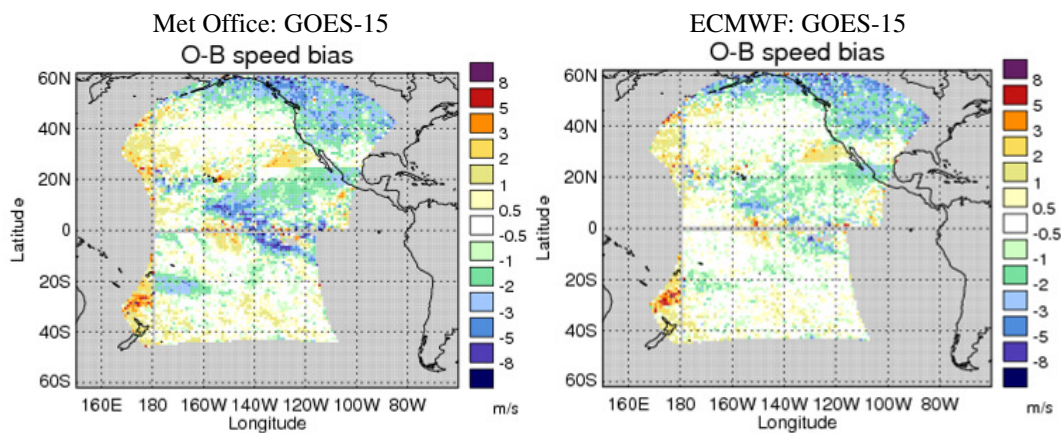 Met Office: GOES-15
O-B speed bias
60N
40N
20N
0
20S
40S
60S
Latitude
160E 180 160W 140W 120W 100W 80W
Longitude
8
5
3
2
1
0.5
-0.5
-1
-2
-3
-5
-8
m/s
ECMWF: GOES-15
O-B speed bias
60N
40N
20N
0
20S
40S
60S
Latitude
160E 180 160W 140W 120W 100W 80W
Longitude
8
5
3
2
1
0.5
-0.5
-1
-2
-3
-5
-8
m/s